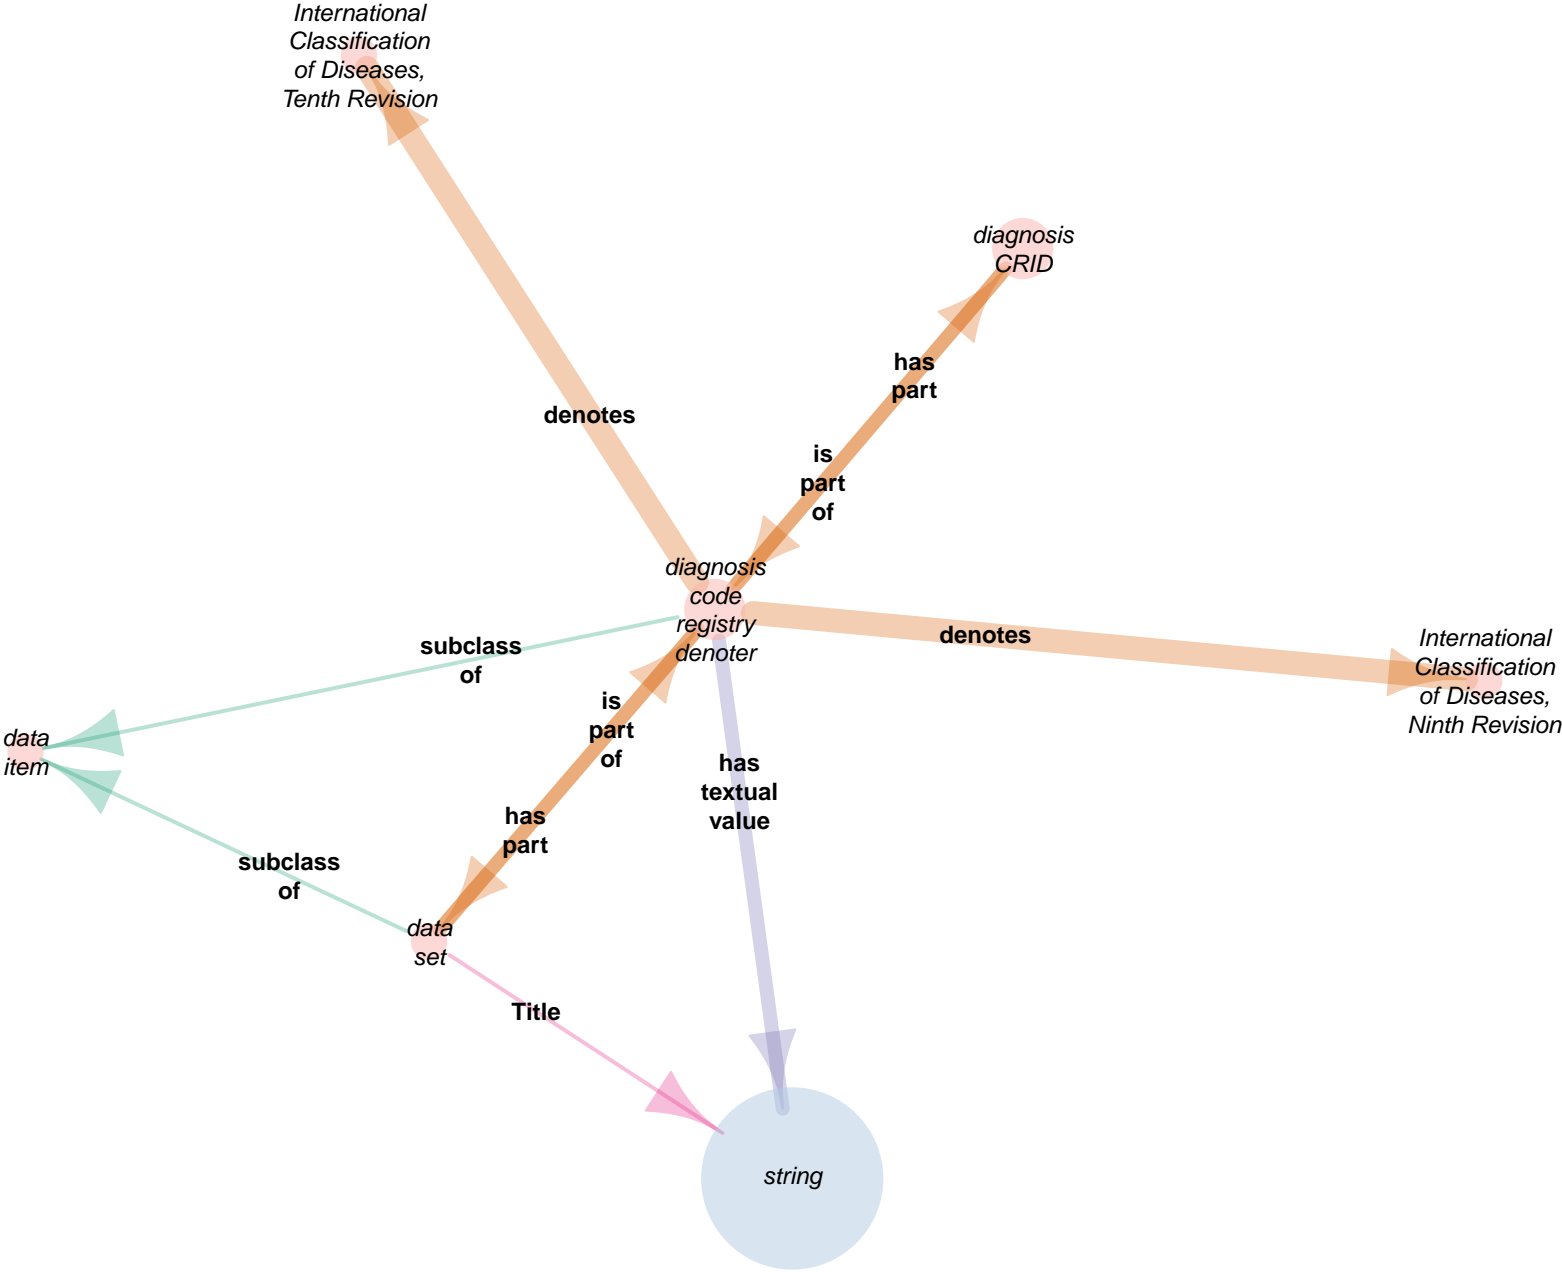 International
Classification
of Diseases,
Tenth Revision
diagnosis
CRID
has
part
denotes
is
part
of
diagnosis
code
registry
denoter
denotes
International
Classification
of Diseases,
Ninth Revision
subclass
of
is
part
of
data
item
has
textual
value
has
part
subclass
of
data
set
Title
string